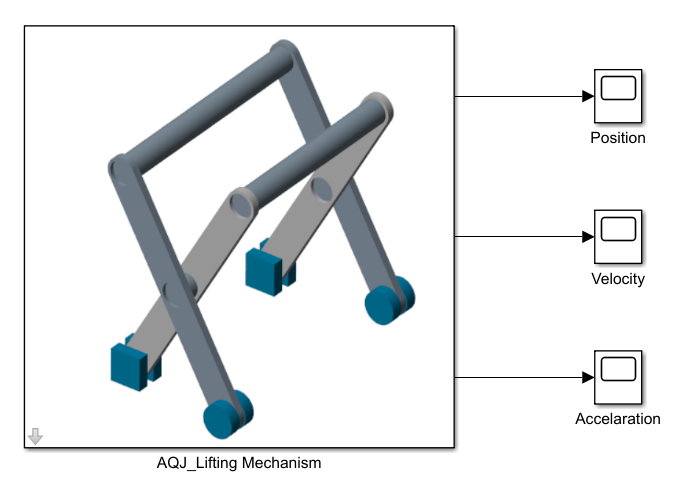 Position
Velocity
Accelaration
AQJ_Lifting Mechanism